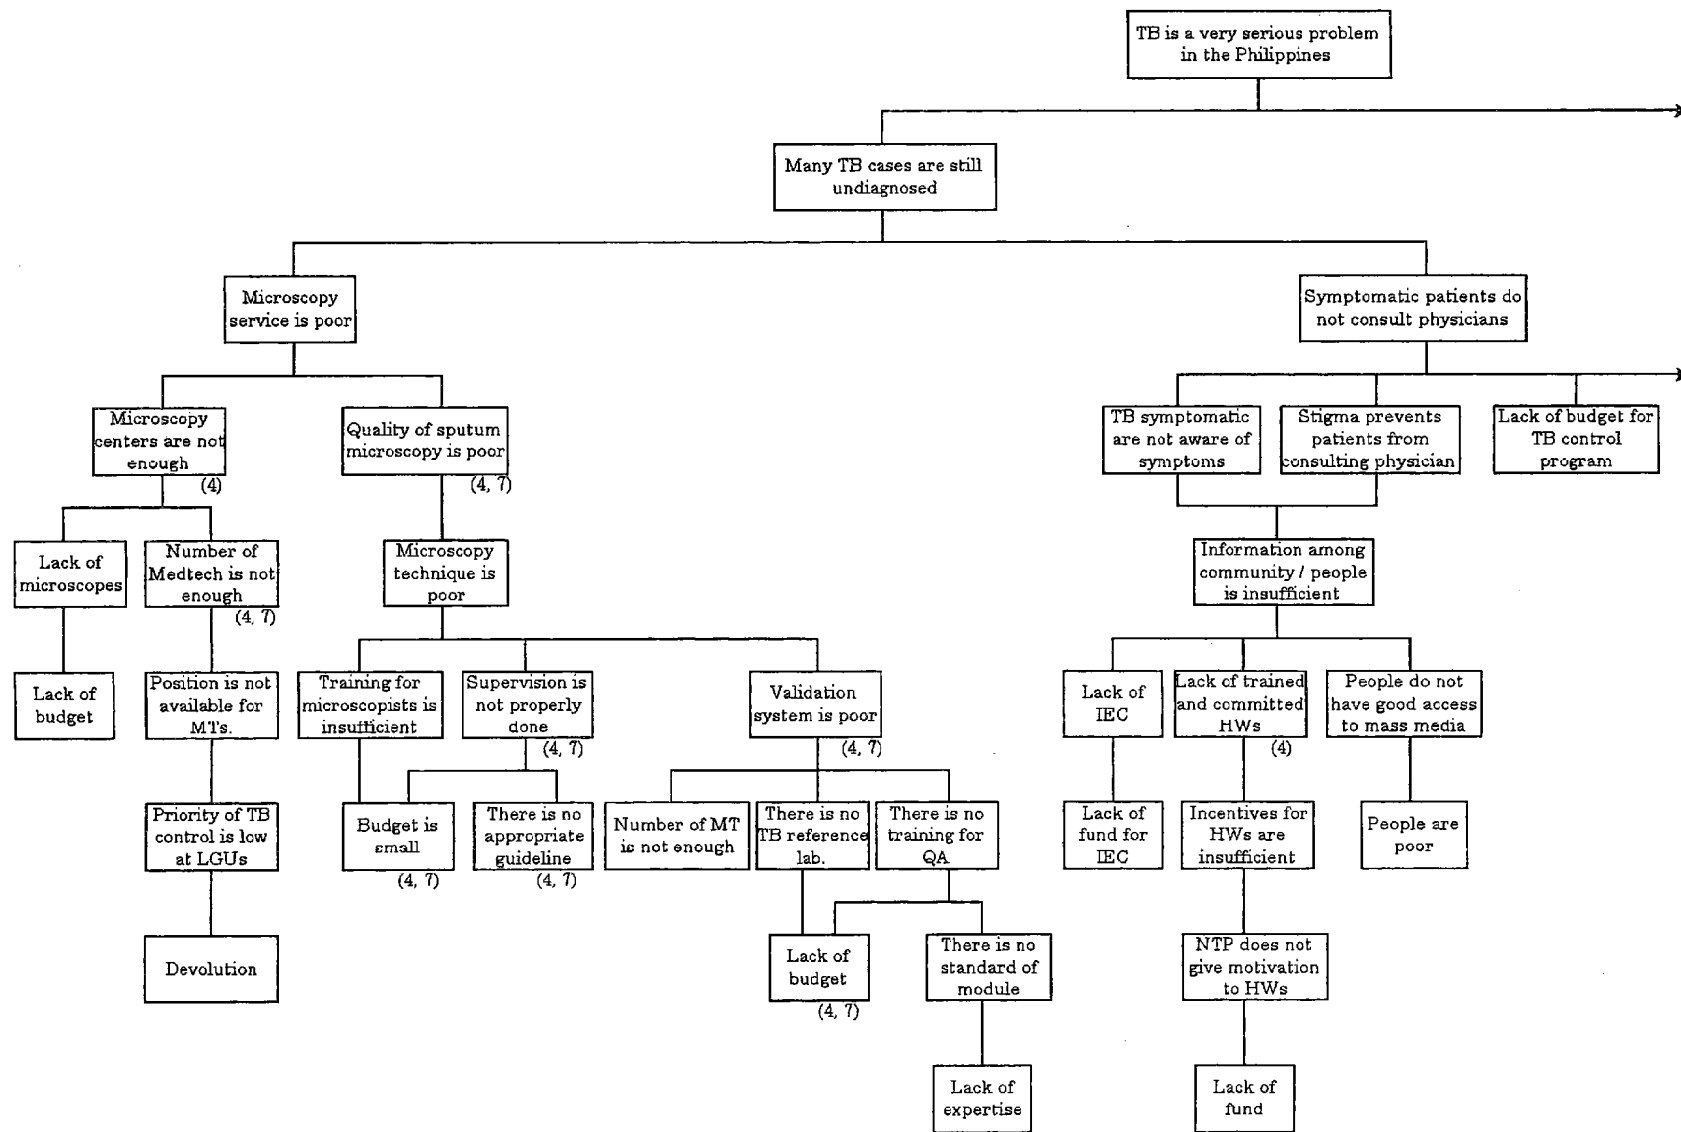 TB is a very serious problem
in the Philippines
Many TB cases are still
undiagnosed
Microscopy
service is poor
Symptomatic patients do
not consult physicians
Microscopy
centers are not
enough
(4)
Quality of sputum
microscopy is poor
(4, 7)
TB symptomatic
are not aware of
symptoms
Stigma prevents
patients from
consulting physician
Lack of budget for
TB control
program
Lack of
microscopes
Number of
Medtech is not
enough
(4, 7)
Microscopy
technique is
poor
Information among
community / people
is insufficient
Lack of
budget
Position is not
available for
MTs.
Training for
microscopists is
insufficient
Supervision is
not properly
done
(4, 7)
Validation
system is poor
(4, 7)
Lack of
IEC
Lack of trained
and committed
HWs
(4)
People do not
have good access
to mass media
Priority of TB
control is low
at LGUs
Budget is
small
(4, 7)
There is no
appropriate
guideline
(4, 7)
Number of MT
is not enough
There is no
TB reference
lab.
There is no
training for
QA
Lack of
fund for
IEC
Incentives for
HWs are
insufficient
People are
poor
Devolution
Lack of
budget
(4, 7)
There is no
standard of
module
NTP does not
give motivation
to HWs
Lack of
expertise
Lack of
fund